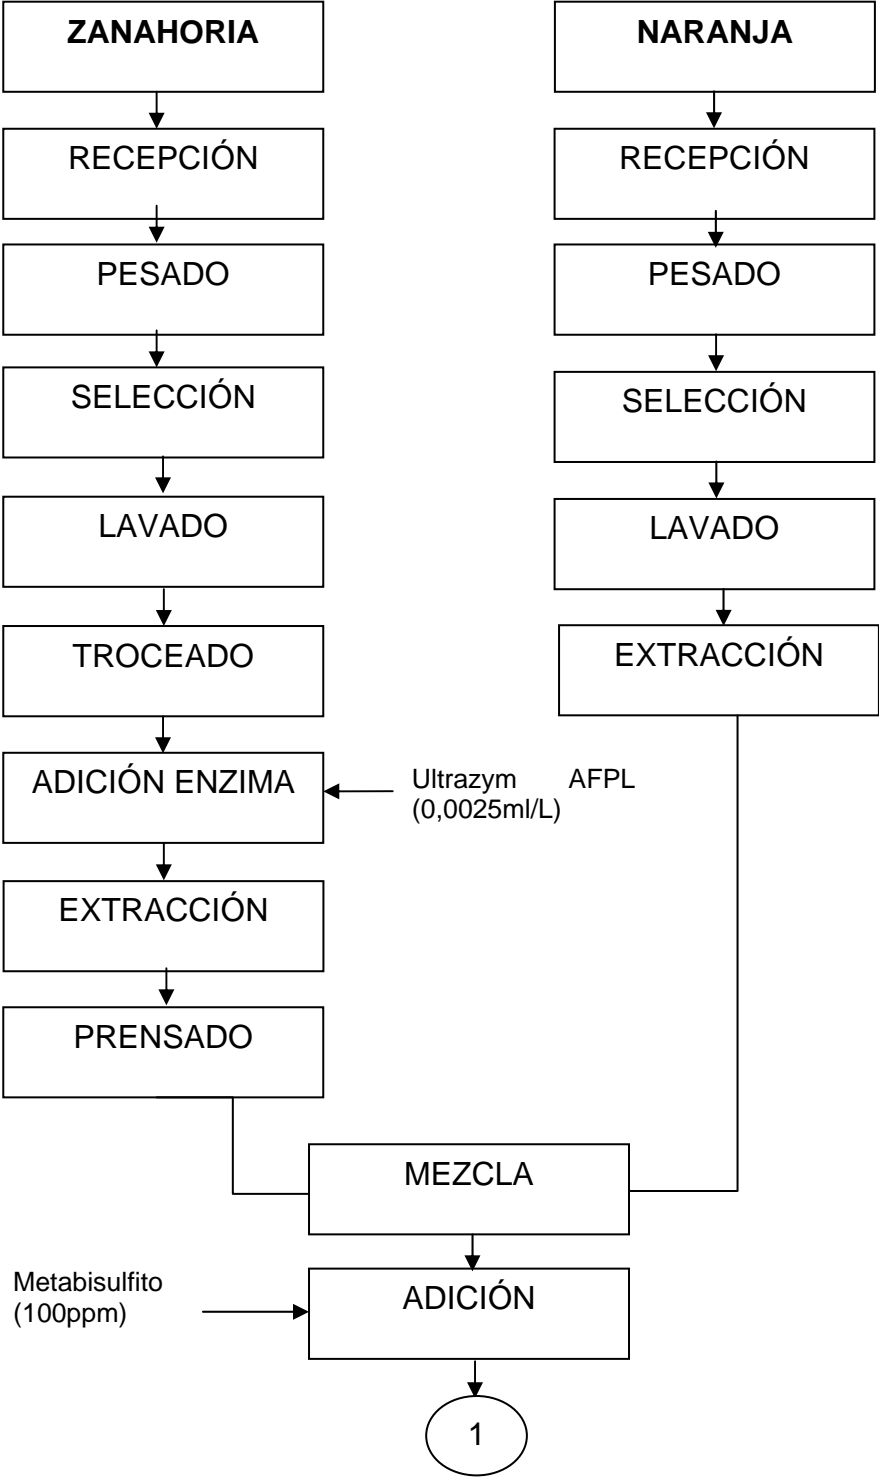 ZANAHORIA
RECEPCIÓN
PESADO
SELECCIÓN
LAVADO
TROCEADO
ADICIÓN ENZIMA
Ultrazym AFPL
(0,0025ml/L)
EXTRACCIÓN
PRENSADO
NARANJA
RECEPCIÓN
PESADO
SELECCIÓN
LAVADO
EXTRACCIÓN
MEZCLA
Metabisulfito
(100ppm)
ADICIÓN
1